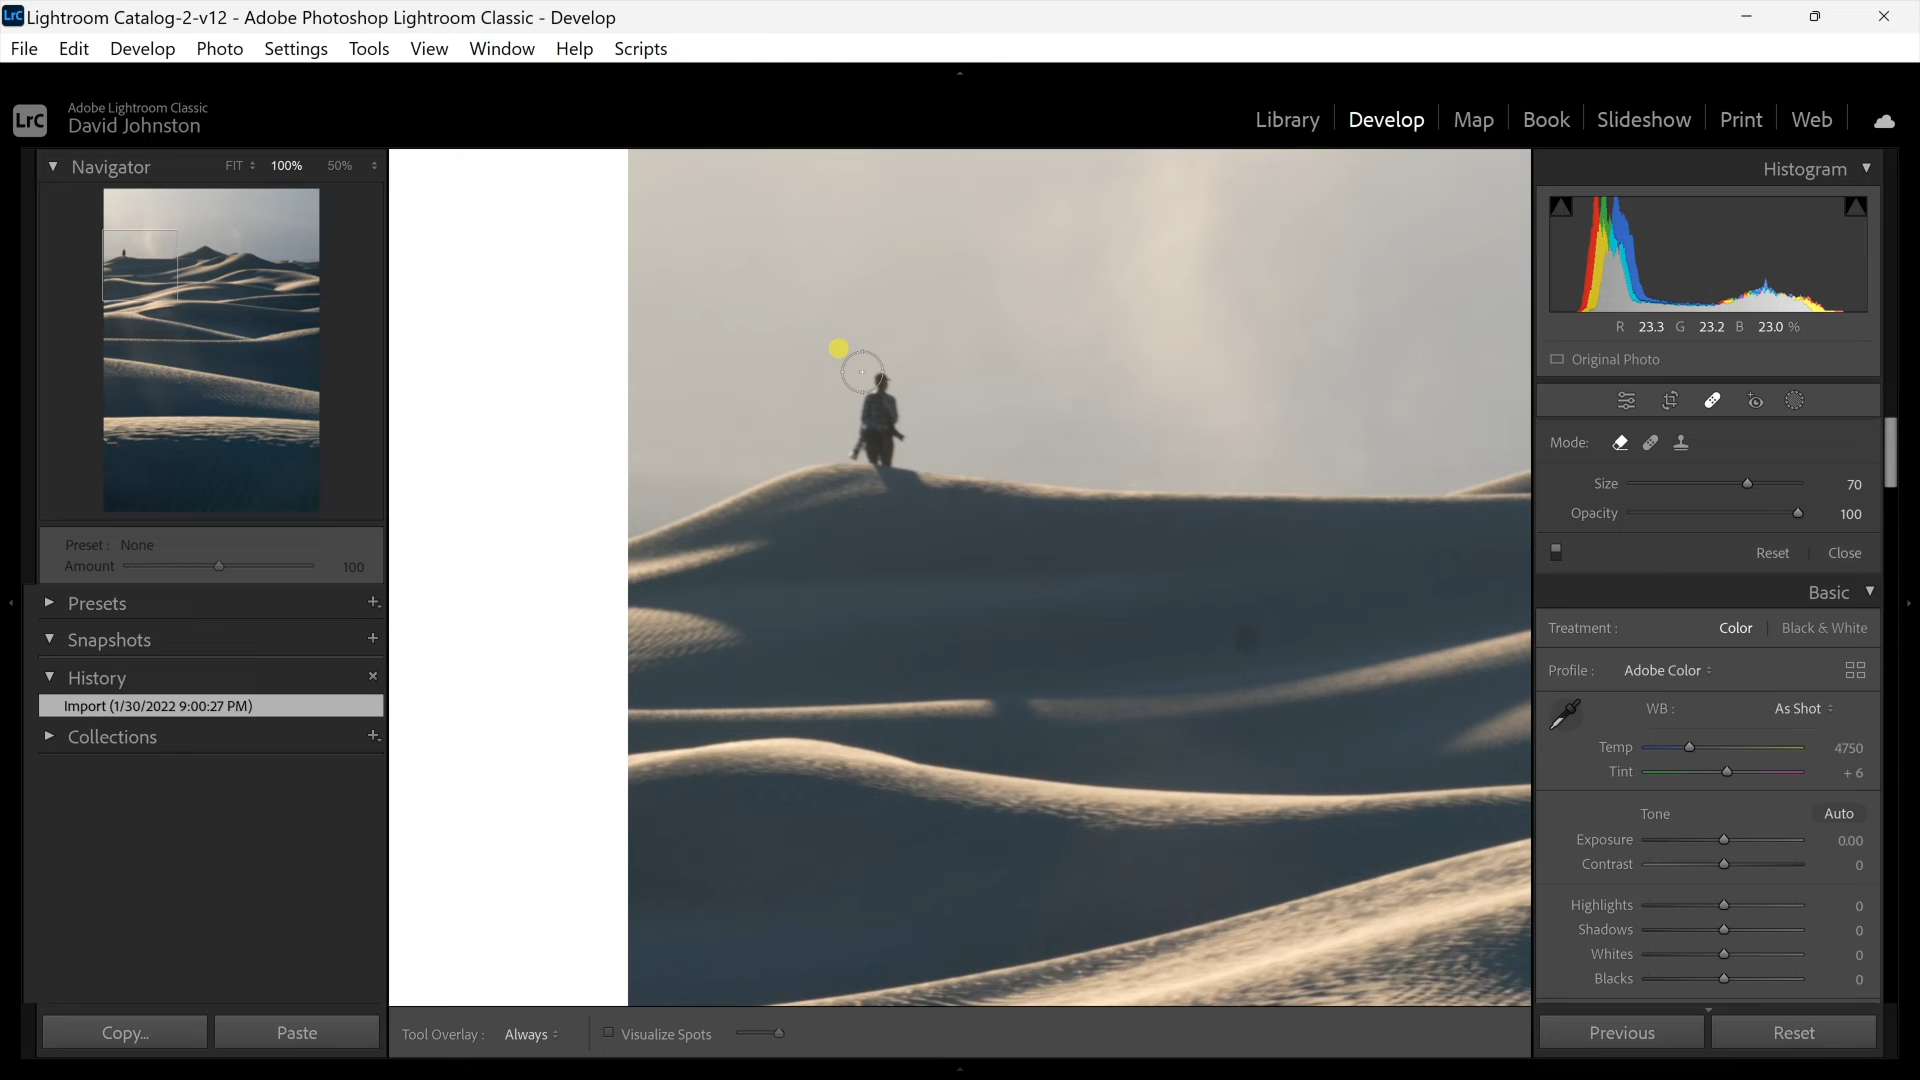 LrC Lightroom Catalog-2-v12 - Adobe Photoshop Lightroom Classic - Develop
File Edit Develop Photo Settings Tools View Window Help Scripts
LrC
Adobe Lightroom Classic
David Johnston
Library Develop Map Book Slideshow Print Web
Navigator FIT 100% 50%
Preset : None
Amount 100
Presets
Snapshots
History
Import (1/30/2022 9:00:27 PM)
Collections
Copy... Paste
Tool Overlay : Always Visualize Spots
Histogram
R 23.3 G 23.2 B 23.0 %
Original Photo
Mode:
Size 70
Opacity 100
Reset Close
Basic
Treatment : Color Black & White
Profile : Adobe Color
WB : As Shot
Temp 4750
Tint + 6
Tone Auto
Exposure 0.00
Contrast 0
Highlights 0
Shadows 0
Whites 0
Blacks 0
Previous Reset